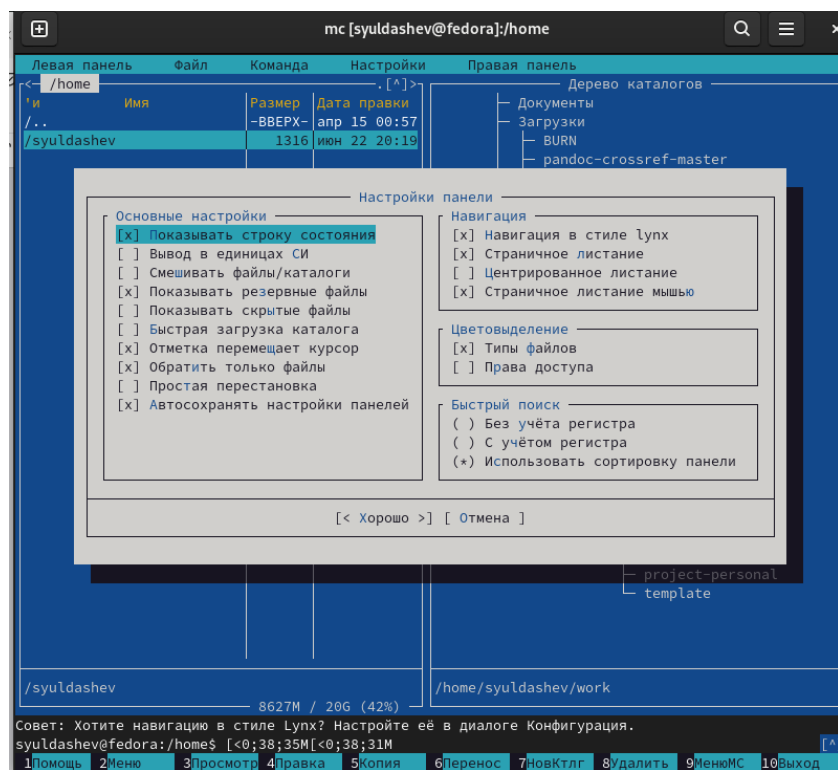 mc [syuldashev@fedora]:/home
Левая панель Файл Команда Настройки Правая панель
<- /home .[^]>
'и Имя Размер Дата правки
/.. -ВВЕРХ- апр 15 00:57
/syuldashev 1316 июн 22 20:19
Дерево каталогов
Документы
Загрузки
BURN
pandoc-crossref-master
Настройки панели
Основные настройки
[x] Показывать строку состояния
[ ] Вывод в единицах СИ
[ ] Смешивать файлы/каталоги
[x] Показывать резервные файлы
[ ] Показывать скрытые файлы
[ ] Быстрая загрузка каталога
[x] Отметка перемещает курсор
[x] Обратить только файлы
[ ] Простая перестановка
[x] Автосохранять настройки панелей
Навигация
[x] Навигация в стиле lynx
[x] Страничное листание
[ ] Центрированное листание
[x] Страничное листание мышью
Цветовыделение
[x] Типы файлов
[ ] Права доступа
Быстрый поиск
( ) Без учёта регистра
( ) С учётом регистра
(*) Использовать сортировку панели
[< Хорошо >] [ Отмена ]
project-personal
template
/syuldashev
8627M / 20G (42%)
/home/syuldashev/work
Совет: Хотите навигацию в стиле Lynx? Настройте её в диалоге Конфигурация.
syuldashev@fedora:/home$ [<0;38;35M[<0;38;31M [^
1Помощь 2Меню 3Просмотр 4Правка 5Копия 6Перенос 7НовКтлг 8Удалить 9МенюMC 10Выход